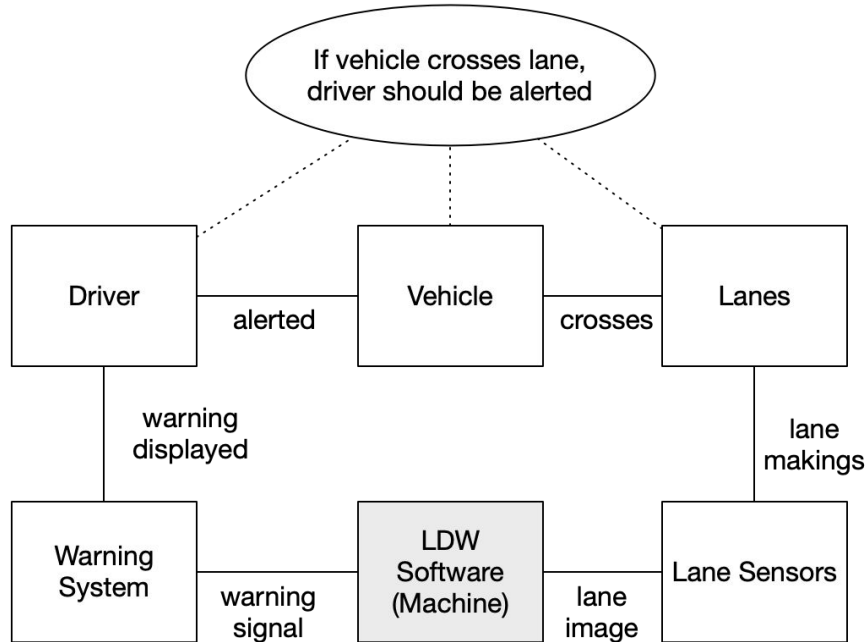 If vehicle crosses lane,
driver should be alerted
Driver
Vehicle
Lanes
alerted
crosses
warning
displayed
lane
makings
Warning
System
LDW
Software
(Machine)
Lane Sensors
warning
signal
lane
image